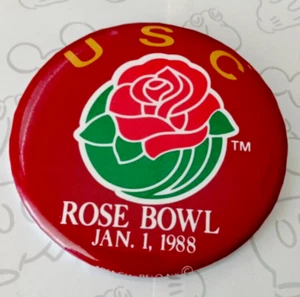 USC
TM
ROSE BOWL
JAN. 1, 1988